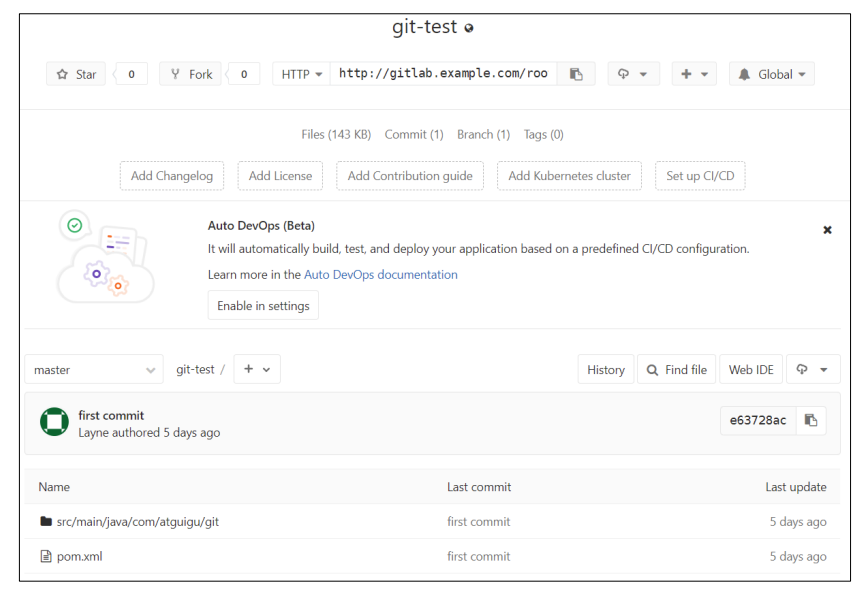 git-test
Star 0 Fork 0 HTTP http://gitlab.example.com/roo Global
Files (143 KB) Commit (1) Branch (1) Tags (0)
Add Changelog Add License Add Contribution guide Add Kubernetes cluster Set up CI/CD
Auto DevOps (Beta)
It will automatically build, test, and deploy your application based on a predefined CI/CD configuration.
Learn more in the Auto DevOps documentation
Enable in settings
master git-test / + History Find file Web IDE
first commit
Layne authored 5 days ago
e63728ac
Name Last commit Last update
src/main/java/com/atguigu/git first commit 5 days ago
pom.xml first commit 5 days ago